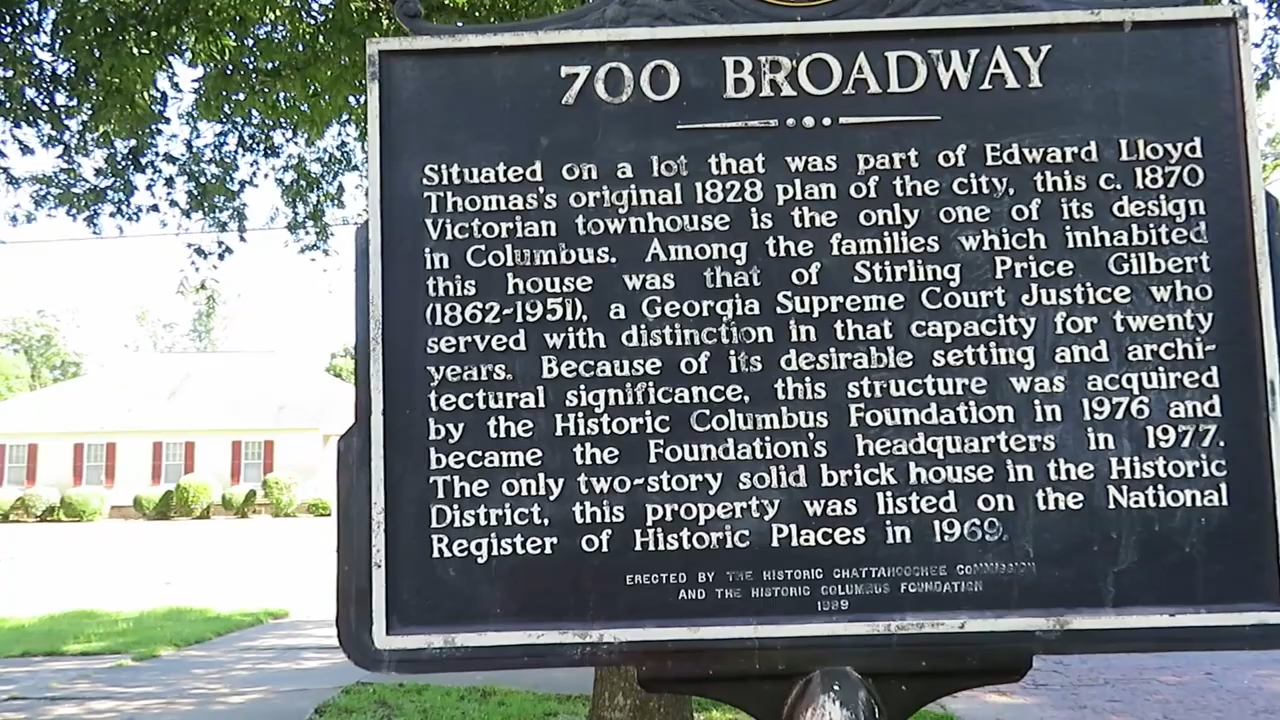 700 BROADWAY
Situated on a lot that was part of Edward Lloyd
Thomas's original 1828 plan of the city, this c. 1870
Victorian townhouse is the only one of its design
in Columbus. Among the families which inhabited
this house was that of Stirling Price Gilbert
(1862-1951), a Georgia Supreme Court Justice who
served with distinction in that capacity for twenty
years. Because of its desirable setting and archi-
tectural significance, this structure was acquired
by the Historic Columbus Foundation in 1976 and
became the Foundation's headquarters in 1977.
The only two-story solid brick house in the Historic
District, this property was listed on the National
Register of Historic Places in 1969.
ERECTED BY THE HISTORIC CHATTAHOOCHEE COMMISSION
AND THE HISTORIC COLUMBUS FOUNDATION
1989